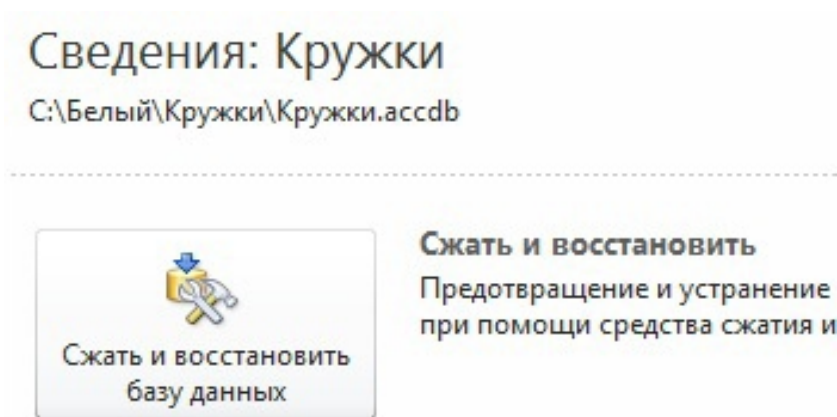 Сведения: Кружки
C:\Белый\Кружки\Кружки.accdb
Сжать и восстановить
базу данных
Сжать и восстановить
Предотвращение и устранение
при помощи средства сжатия и